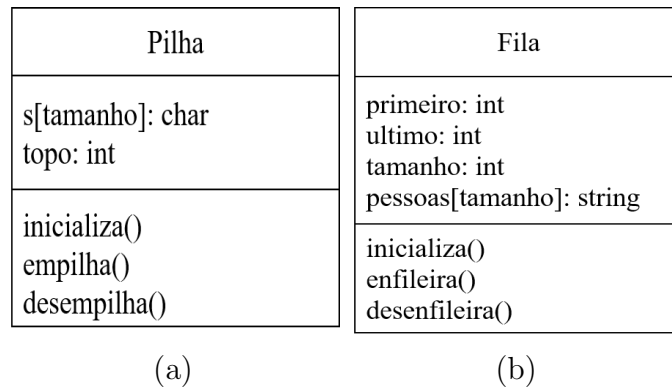 Pilha
s[tamanho]: char
topo: int
inicializa()
empilha()
desempilha()
(a)
Fila
primeiro: int
ultimo: int
tamanho: int
pessoas[tamanho]: string
inicializa()
enfileira()
desenfileira()
(b)